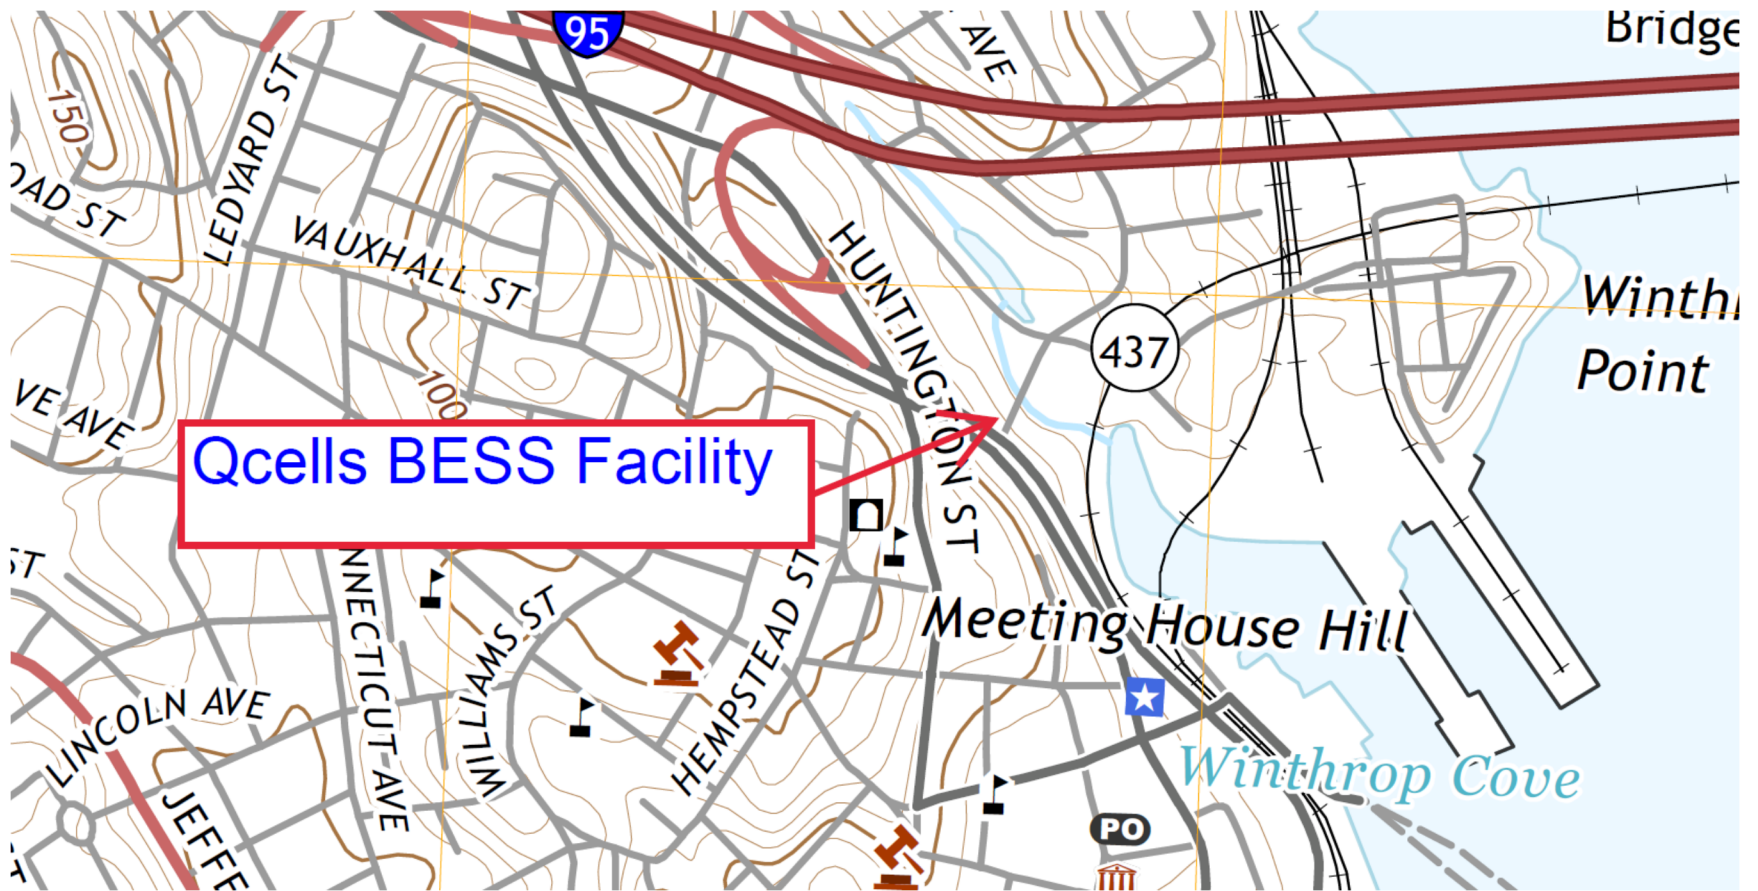 Bridge
95
AVE
150
LEDYARD ST
OAD ST
VAUXHALL ST
HUNTINGTON ST
Winth
Point
437
VE AVE
100
Qcells BESS Facility
ST
NNECTICUT AVE
WILLIAMS ST
HEMPSTEAD ST
Meeting House Hill
LINCOLN AVE
JEFFE
Winthrop Cove
PO
T